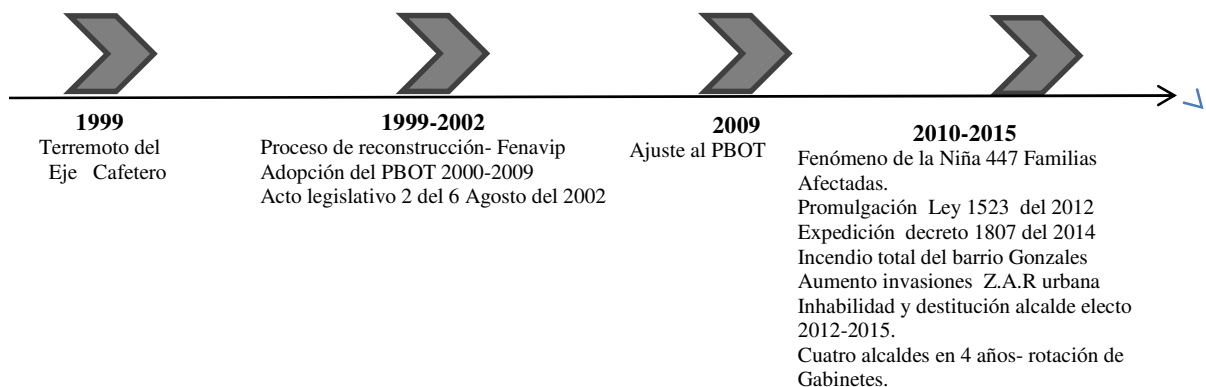 1999
Terremoto del
Eje Cafetero
1999-2002
Proceso de reconstrucción- Fenavip
Adopción del PBOT 2000-2009
Acto legislativo 2 del 6 Agosto del 2002
2009
Ajuste al PBOT
2010-2015
Fenómeno de la Niña 447 Familias
Afectadas.
Promulgación Ley 1523 del 2012
Expedición decreto 1807 del 2014
Incendio total del barrio Gonzales
Aumento invasiones Z.A.R urbana
Inhabilidad y destitución alcalde electo
2012-2015.
Cuatro alcaldes en 4 años- rotación de
Gabinetes.